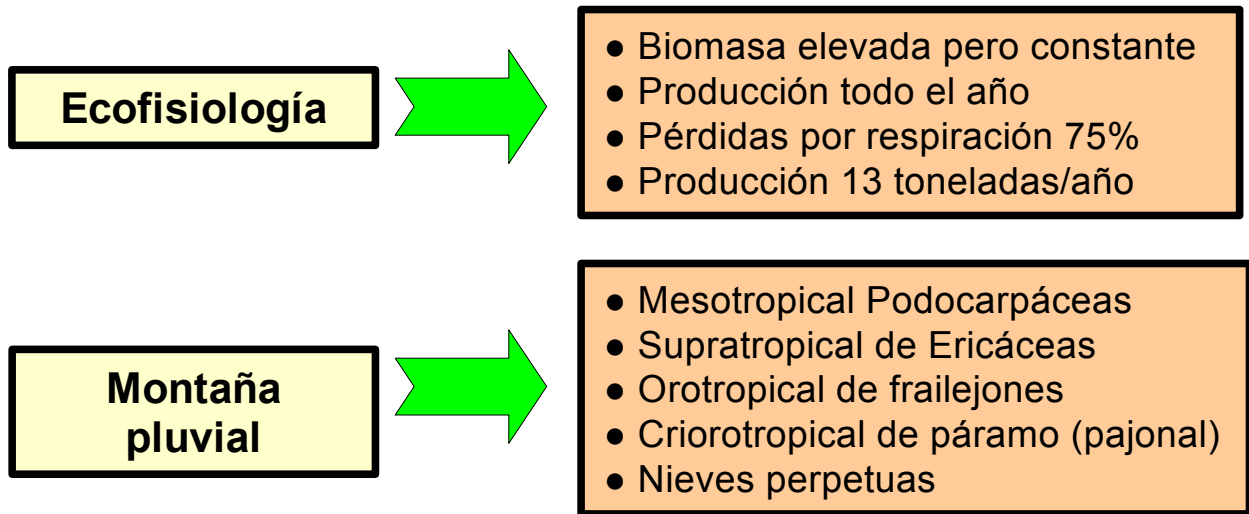 Ecofisiología
● Biomasa elevada pero constante
● Producción todo el año
● Pérdidas por respiración 75%
● Producción 13 toneladas/año
Montaña
pluvial
● Mesotropical Podocarpáceas
● Supratropical de Ericáceas
● Orotropical de frailejones
● Criorotropical de páramo (pajonal)
● Nieves perpetuas